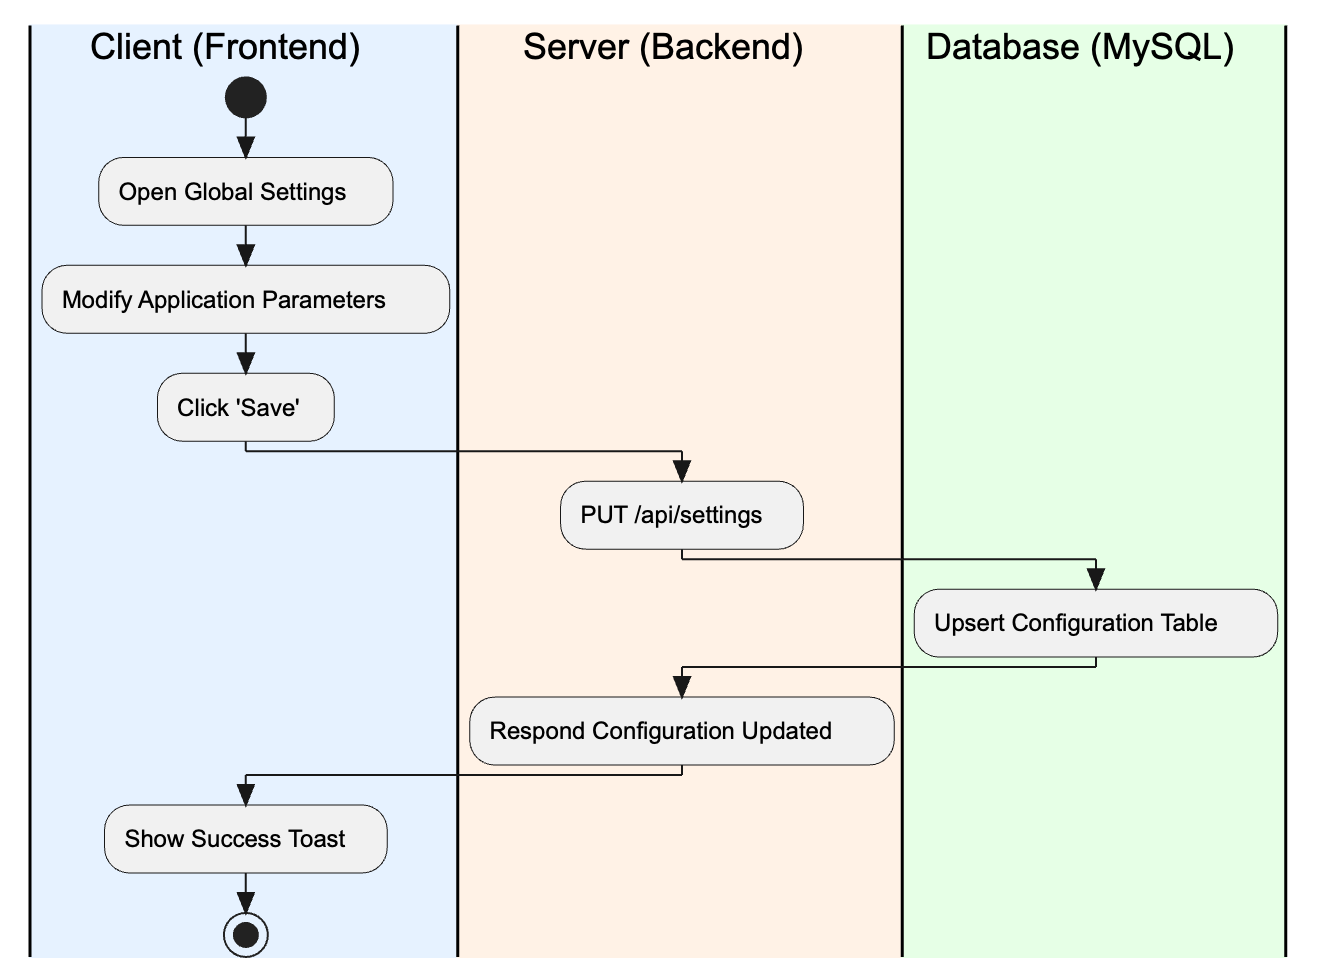 Client (Frontend)
Server (Backend)
Database (MySQL)
Open Global Settings
Modify Application Parameters
Click 'Save'
PUT /api/settings
Upsert Configuration Table
Respond Configuration Updated
Show Success Toast